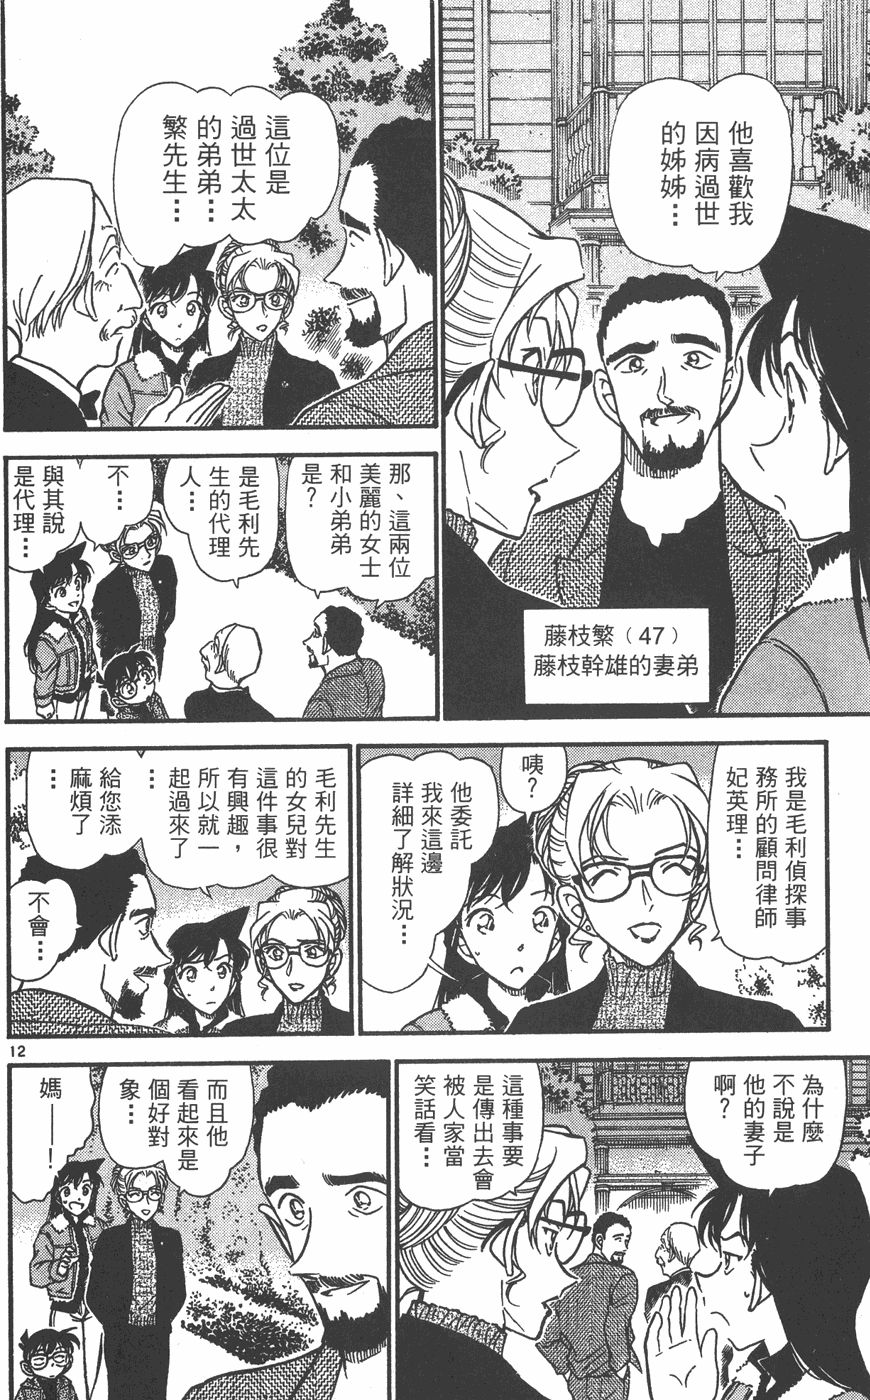 他喜歡我
因病過世
的姊姊…
藤枝繁（47）
藤枝幹雄的妻弟
這位是
過世太太
的弟弟…
繁先生…
那、這兩位
美麗的女士
和小弟弟
是？
是毛利先
生的代理
人…
不…
與其說
是代理…
我是毛利偵探事
務所的顧問律師
妃英理…
咦？
他委託
我來這邊
詳細了解狀況…
毛利先生
的女兒對
這件事很
有興趣，
所以就一
起過來了
…
給您添
麻煩了
…
不會…
12
為什麼
不說是
他的妻子
啊？
這種事要
是傳出去會
被人家當
笑話看…
而且他
看起來是
個好對
象…
媽——！